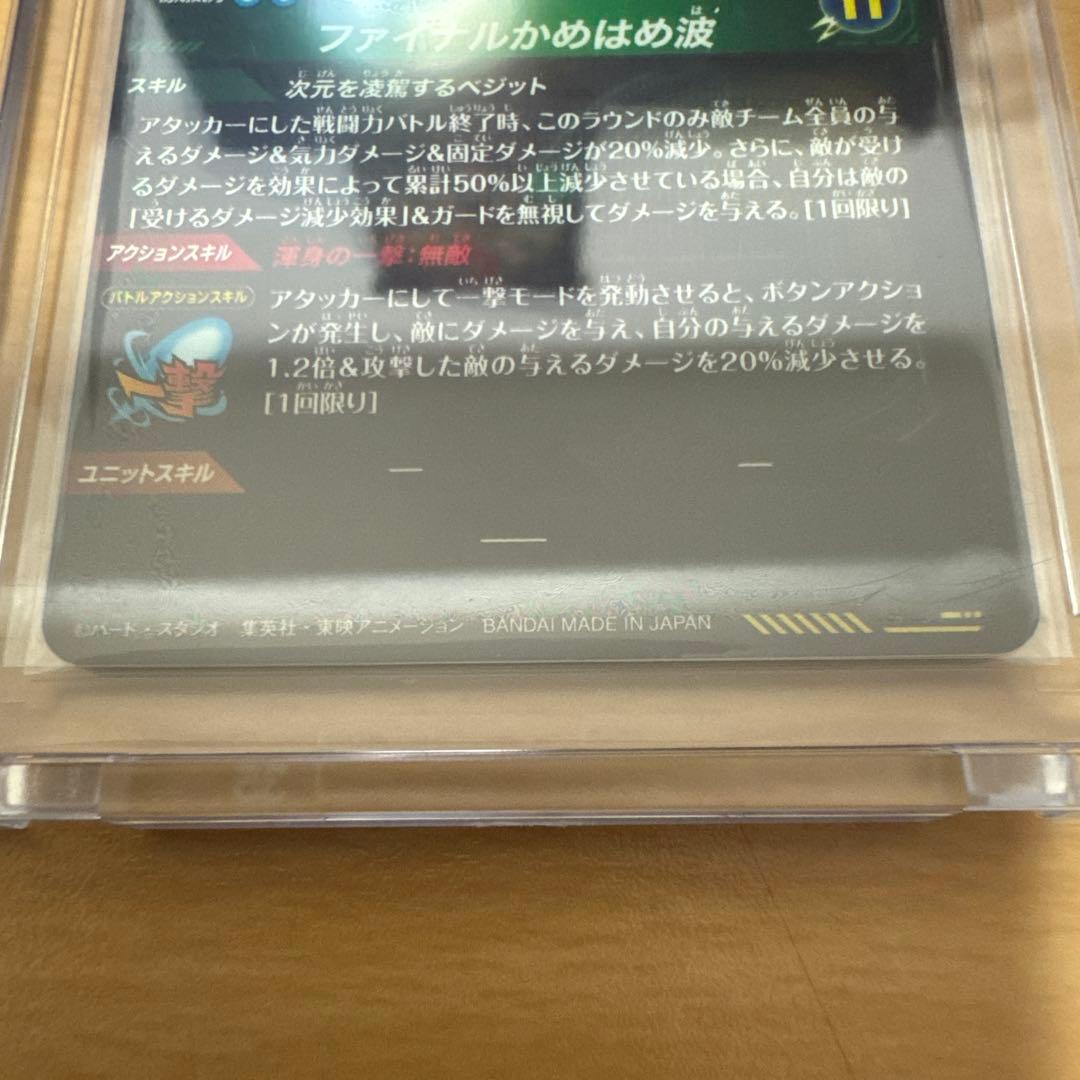 11
ファイナルかめはめ波
スキル 次元を凌駕するベジット
アタッカーにした戦闘力バトル終了時、このラウンドのみ敵チーム全員の与
えるダメージ&気力ダメージ&固定ダメージが20%減少。さらに、敵が受け
るダメージを効果によって累計50%以上減少させている場合、自分は敵の
「受けるダメージ減少効果」&ガードを無視してダメージを与える。[1回限り]
アクションスキル 渾身の一撃:無敵
バトルアクションスキル
アタッカーにして一撃モードを発動させると、ボタンアクショ
ンが発生し、敵にダメージを与え、自分の与えるダメージを
1.2倍&攻撃した敵の与えるダメージを20%減少させる。
[1回限り]
一撃
ユニットスキル ー ー
ー
©バード・スタジオ 集英社・東映アニメーション BANDAI MADE IN JAPAN